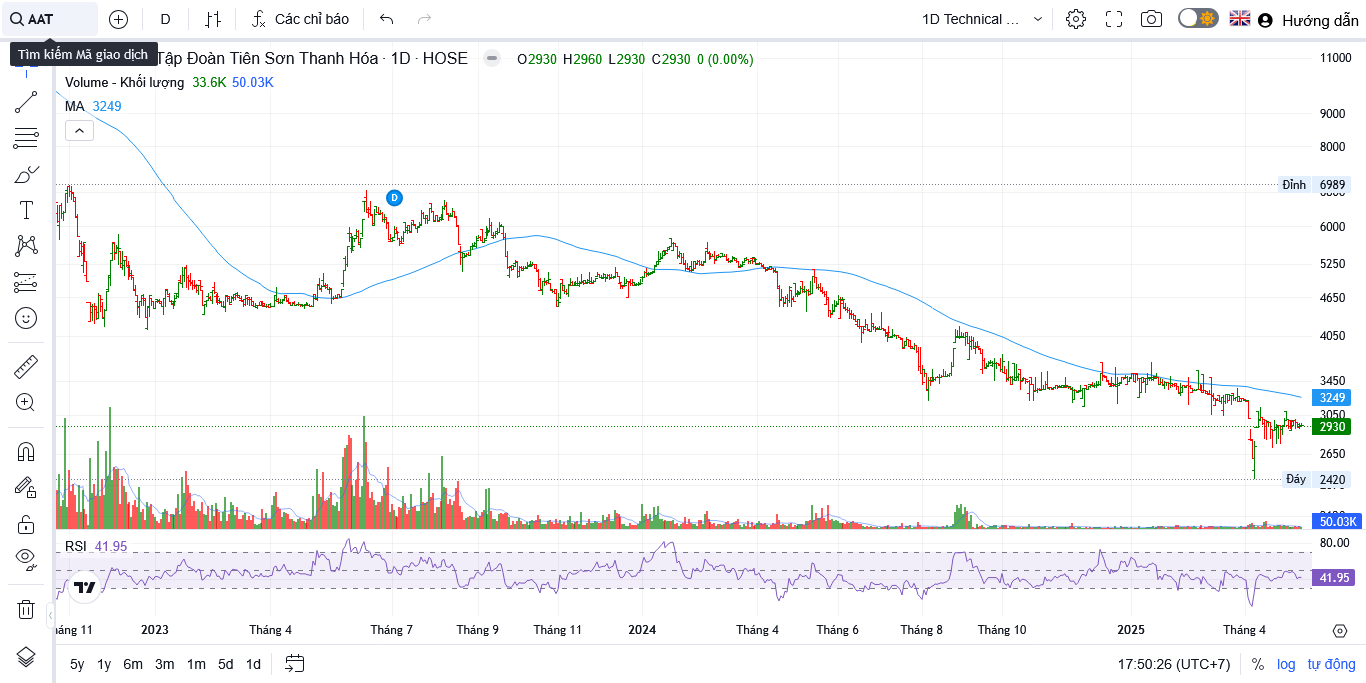 AAT
D
Các chỉ báo
1D Technical ...
Hướng dẫn
Tìm kiếm Mã giao dịch
Tập Đoàn Tiên Sơn Thanh Hóa · 1D · HOSE
O2930 H2960 L2930 C2930 0 (0.00%)
Volume - Khối lượng 33.6K 50.03K
MA 3249
D
11000
9000
8000
Đỉnh 6989
6000
5250
4650
4050
3450
3249
3050
2930
2650
Đáy 2420
50.03K
RSI 41.95
80.00
41.95
áng 11
2023
Tháng 4
Tháng 7
Tháng 9
Tháng 11
2024
Tháng 4
Tháng 6
Tháng 8
Tháng 10
2025
Tháng 4
5y 1y 6m 3m 1m 5d 1d
17:50:26 (UTC+7)
% log tự động